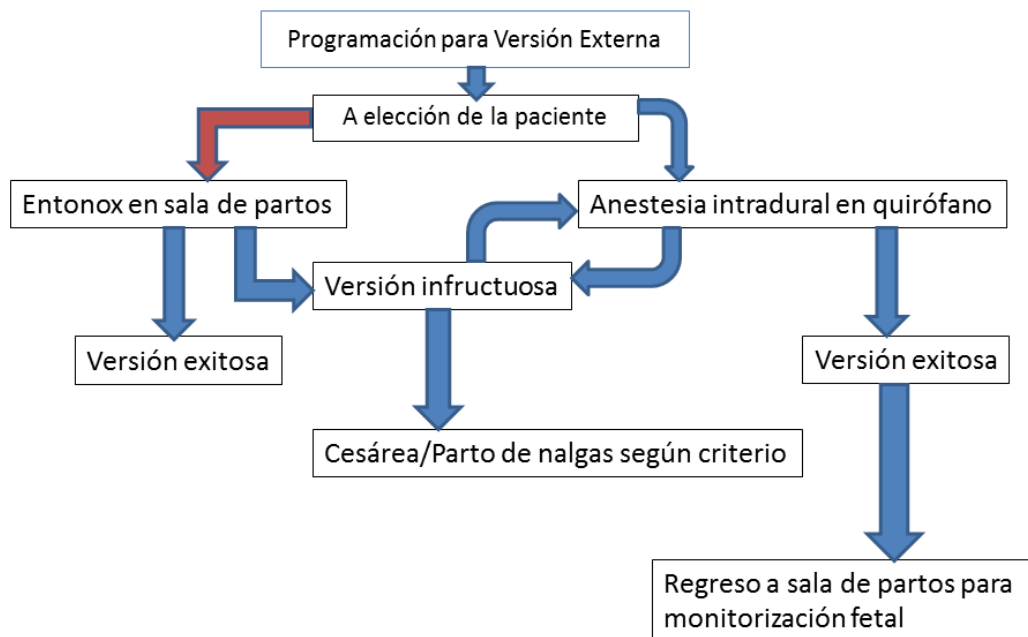 Programación para Versión Externa
A elección de la paciente
Entonox en sala de partos
Anestesia intradural en quirófano
Versión infructuosa
Versión exitosa
Versión exitosa
Cesárea/Parto de nalgas según criterio
Regreso a sala de partos para
monitorización fetal